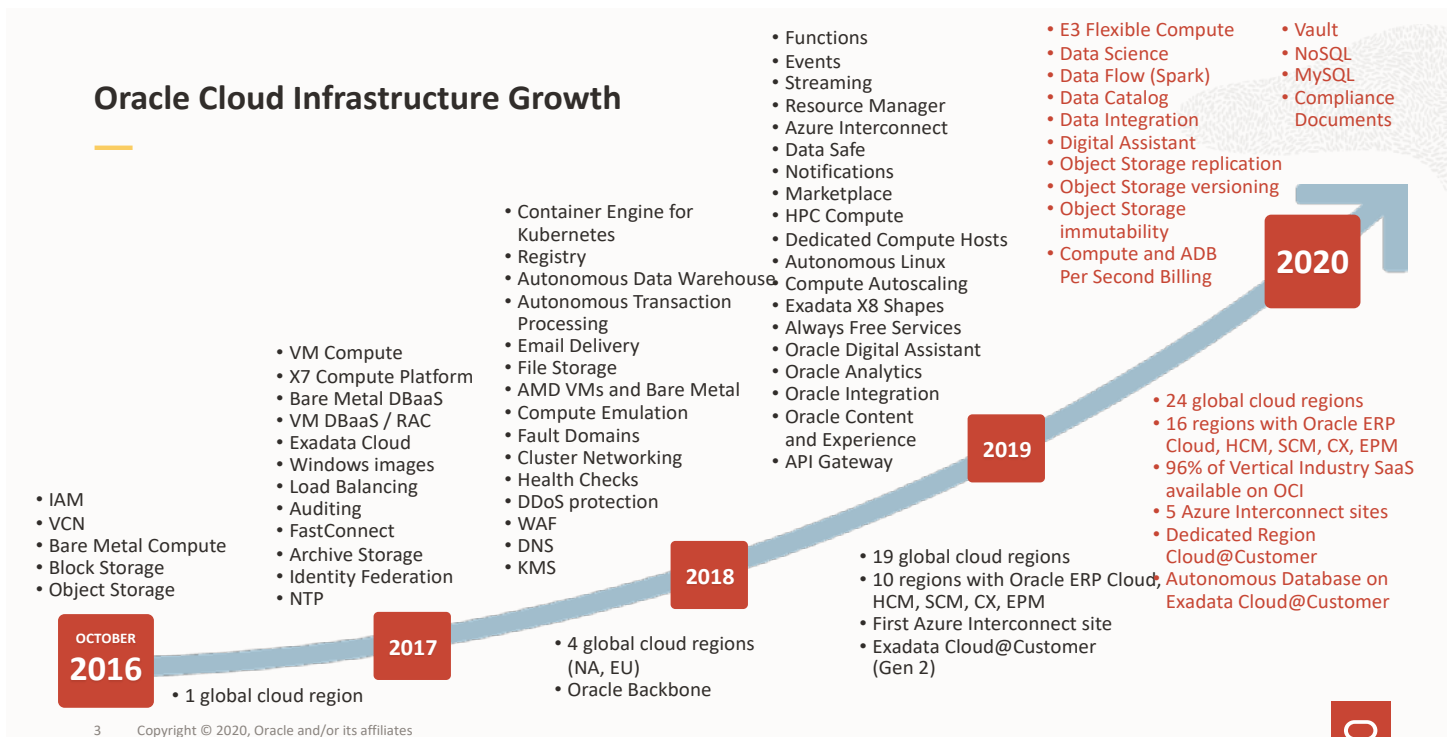 Oracle Cloud Infrastructure Growth
• IAM
• VCN
• Bare Metal Compute
• Block Storage
• Object Storage
OCTOBER
2016
• 1 global cloud region
• VM Compute
• X7 Compute Platform
• Bare Metal DBaaS
• VM DBaaS / RAC
• Exadata Cloud
• Windows images
• Load Balancing
• Auditing
• FastConnect
• Archive Storage
• Identity Federation
• NTP
2017
• Container Engine for
Kubernetes
• Registry
• Autonomous Data Warehouse
• Autonomous Transaction
Processing
• Email Delivery
• File Storage
• AMD VMs and Bare Metal
• Compute Emulation
• Fault Domains
• Cluster Networking
• Health Checks
• DDoS protection
• WAF
• DNS
• KMS
2018
• 4 global cloud regions
(NA, EU)
• Oracle Backbone
• Functions
• Events
• Streaming
• Resource Manager
• Azure Interconnect
• Data Safe
• Notifications
• Marketplace
• HPC Compute
• Dedicated Compute Hosts
• Autonomous Linux
• Compute Autoscaling
• Exadata X8 Shapes
• Always Free Services
• Oracle Digital Assistant
• Oracle Analytics
• Oracle Integration
• Oracle Content
and Experience
• API Gateway
2019
• 19 global cloud regions
• 10 regions with Oracle ERP Cloud,
HCM, SCM, CX, EPM
• First Azure Interconnect site
• Exadata Cloud@Customer
(Gen 2)
• E3 Flexible Compute
• Data Science
• Data Flow (Spark)
• Data Catalog
• Data Integration
• Digital Assistant
• Object Storage replication
• Object Storage versioning
• Object Storage
immutability
• Compute and ADB
Per Second Billing
• Vault
• NoSQL
• MySQL
• Compliance
Documents
2020
• 24 global cloud regions
• 16 regions with Oracle ERP
Cloud, HCM, SCM, CX, EPM
• 96% of Vertical Industry SaaS
available on OCI
• 5 Azure Interconnect sites
• Dedicated Region
Cloud@Customer
• Autonomous Database on
Exadata Cloud@Customer
3 Copyright © 2020, Oracle and/or its affiliates